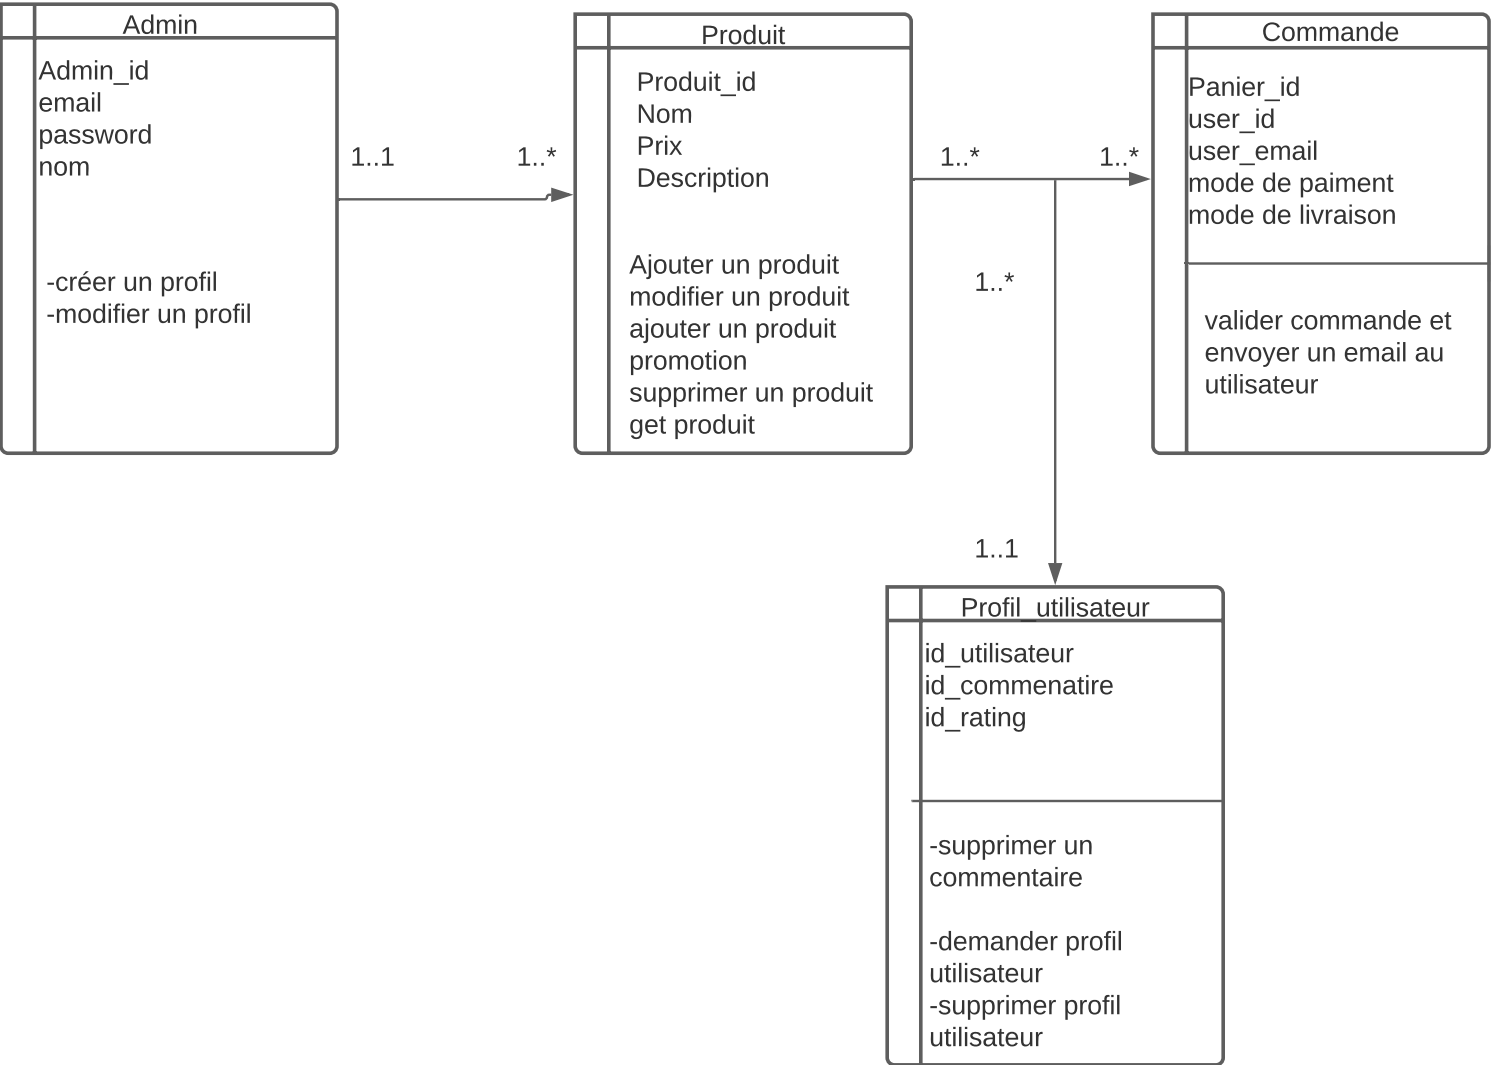 Admin
Admin_id
email
password
nom
-créer un profil
-modifier un profil
1..1
1..*
Produit
Produit_id
Nom
Prix
Description
Ajouter un produit
modifier un produit
ajouter un produit
promotion
supprimer un produit
get produit
1..*
1..*
Commande
Panier_id
user_id
user_email
mode de paiment
mode de livraison
valider commande et
envoyer un email au
utilisateur
1..*
1..1
Profil_utilisateur
id_utilisateur
id_commenatire
id_rating
-supprimer un
commentaire
-demander profil
utilisateur
-supprimer profil
utilisateur